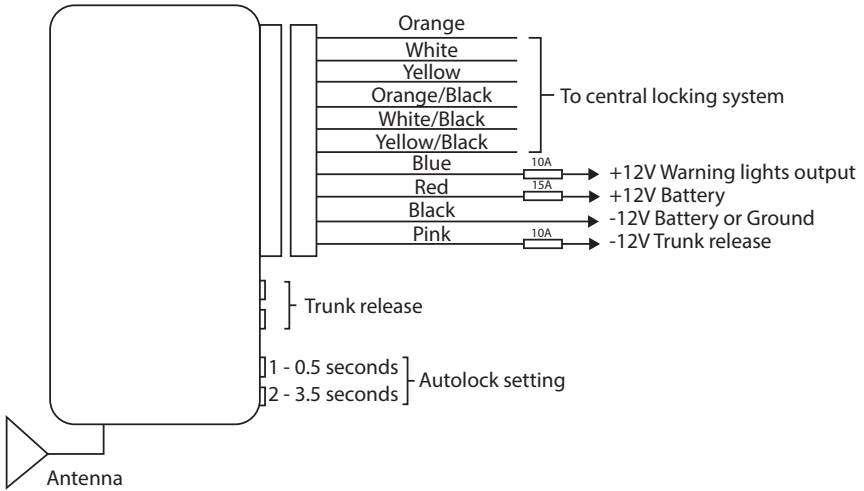 Orange
White
Yellow
Orange/Black
White/Black
Yellow/Black
To central locking system
Blue 10A +12V Warning lights output
Red 15A +12V Battery
Black -12V Battery or Ground
Pink 10A -12V Trunk release
Trunk release
1 - 0.5 seconds
2 - 3.5 seconds
Autolock setting
Antenna